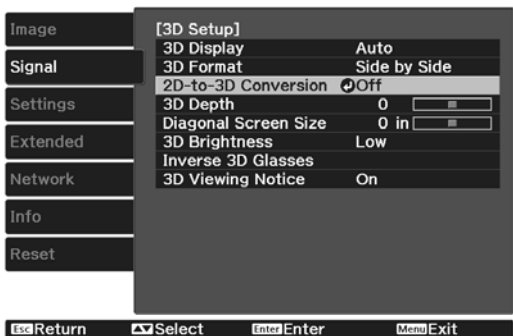 Image
Signal
Settings
Extended
Network
Info
Reset
[3D Setup]
3D Display Auto
3D Format Side by Side
2D-to-3D Conversion Off
3D Depth 0
Diagonal Screen Size 0 in
3D Brightness Low
Inverse 3D Glasses
3D Viewing Notice On
Esc Return Select Enter Enter Menu Exit